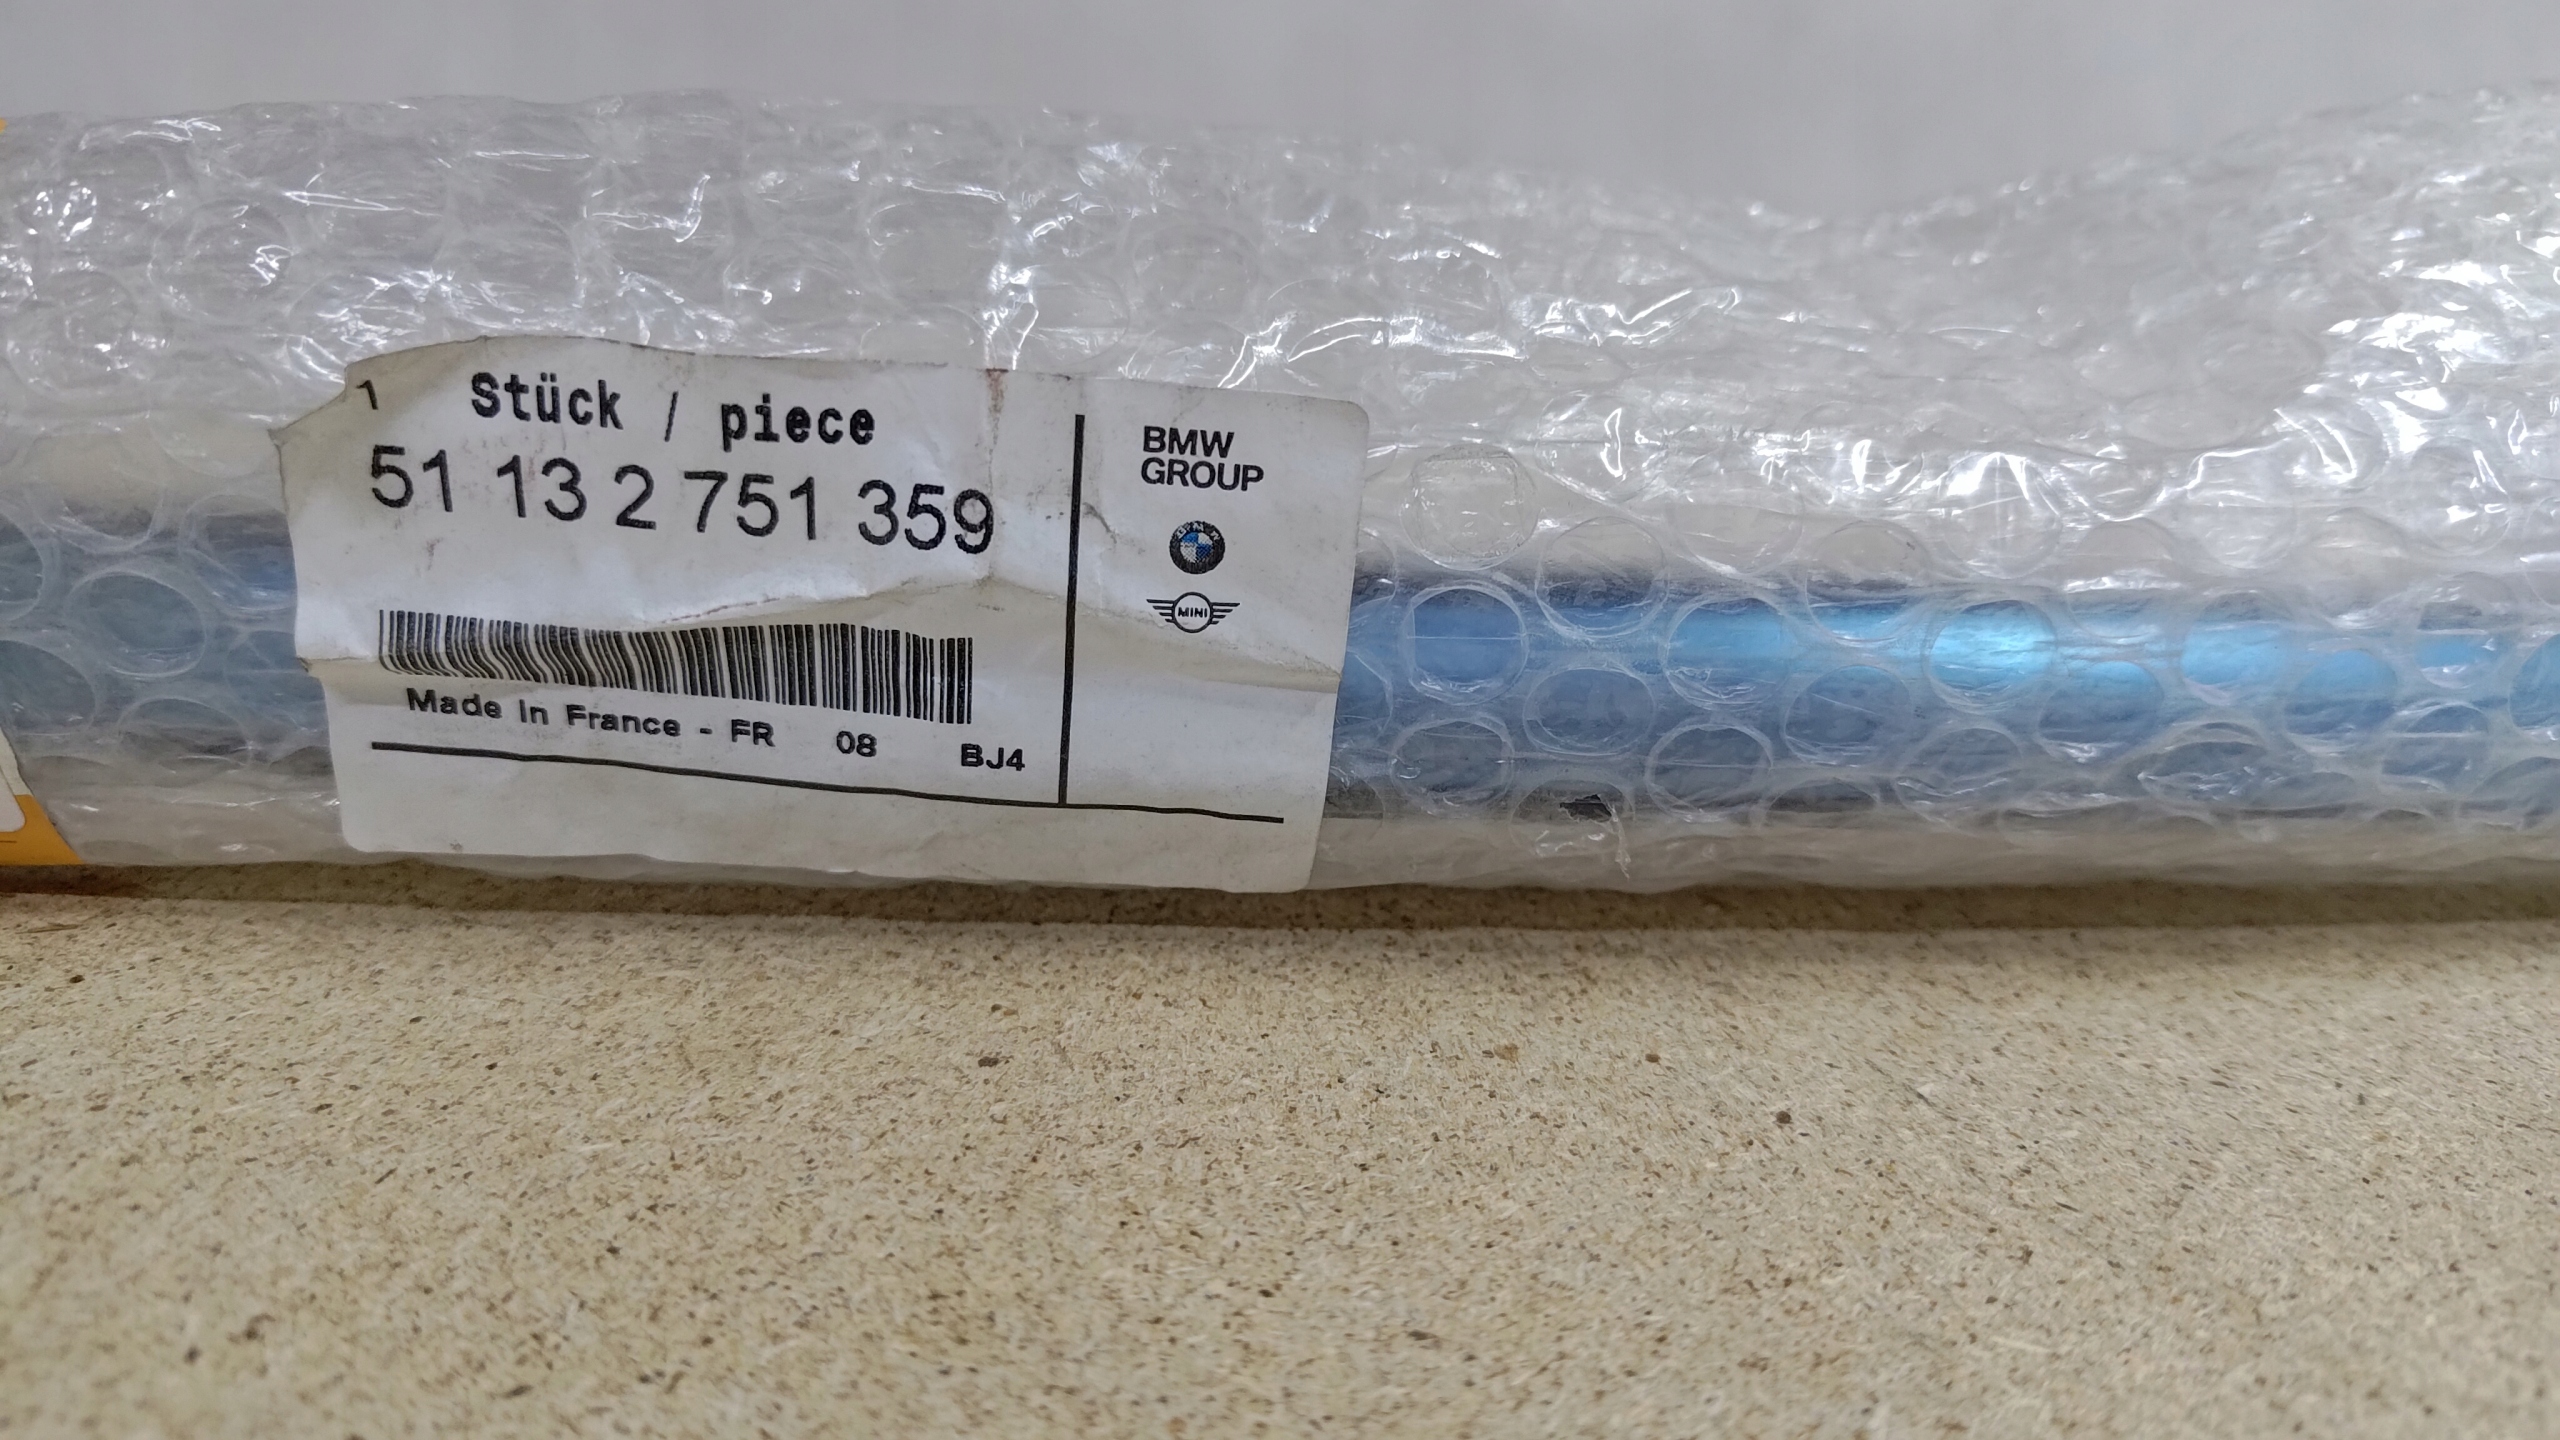 1 Stück / piece
51 13 2 751 359
Made in France - FR 08 BJ4
BMW
GROUP
MINI